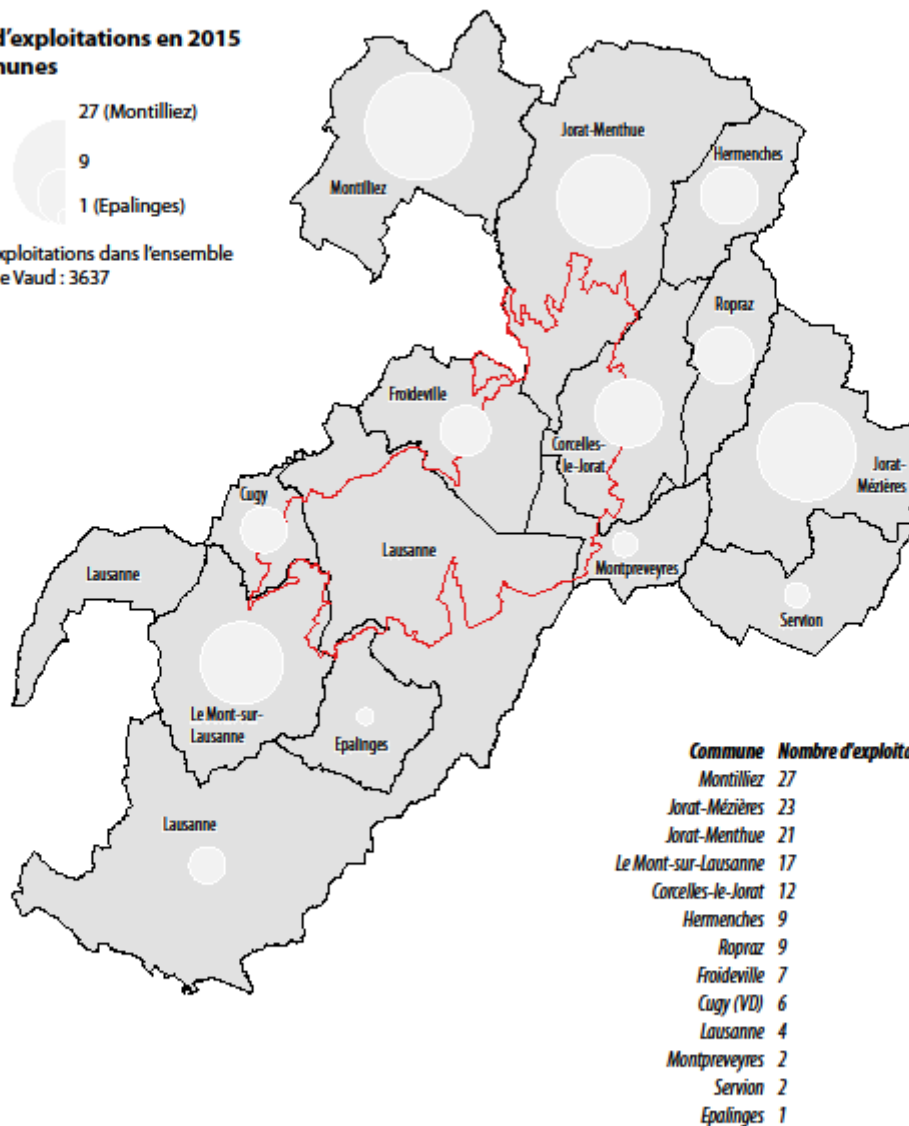 d'exploitations en 2015
munes
27 (Montilliez)
9
1 (Epalinges)
xploitations dans l'ensemble
e Vaud : 3637
Jorat-Menthue
Hermenches
Montilliez
Ropraz
Froideville
Corcelles-
le-Jorat
Jorat-
Mézières
Cugy
Lausanne
Lausanne
Montpreveyres
Servion
Le Mont-sur-
Lausanne
Epalinges
Lausanne
Commune Nombre d'exploita
Montilliez 27
Jorat-Mézières 23
Jorat-Menthue 21
Le Mont-sur-Lausanne 17
Corcelles-le-Jorat 12
Hermenches 9
Ropraz 9
Froideville 7
Cugy (VD) 6
Lausanne 4
Montpreveyres 2
Servion 2
Epalinges 1